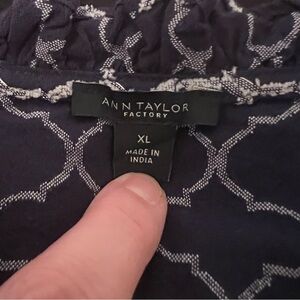 ANN TAYLOR
FACTORY
XL
MADE IN
INDIA